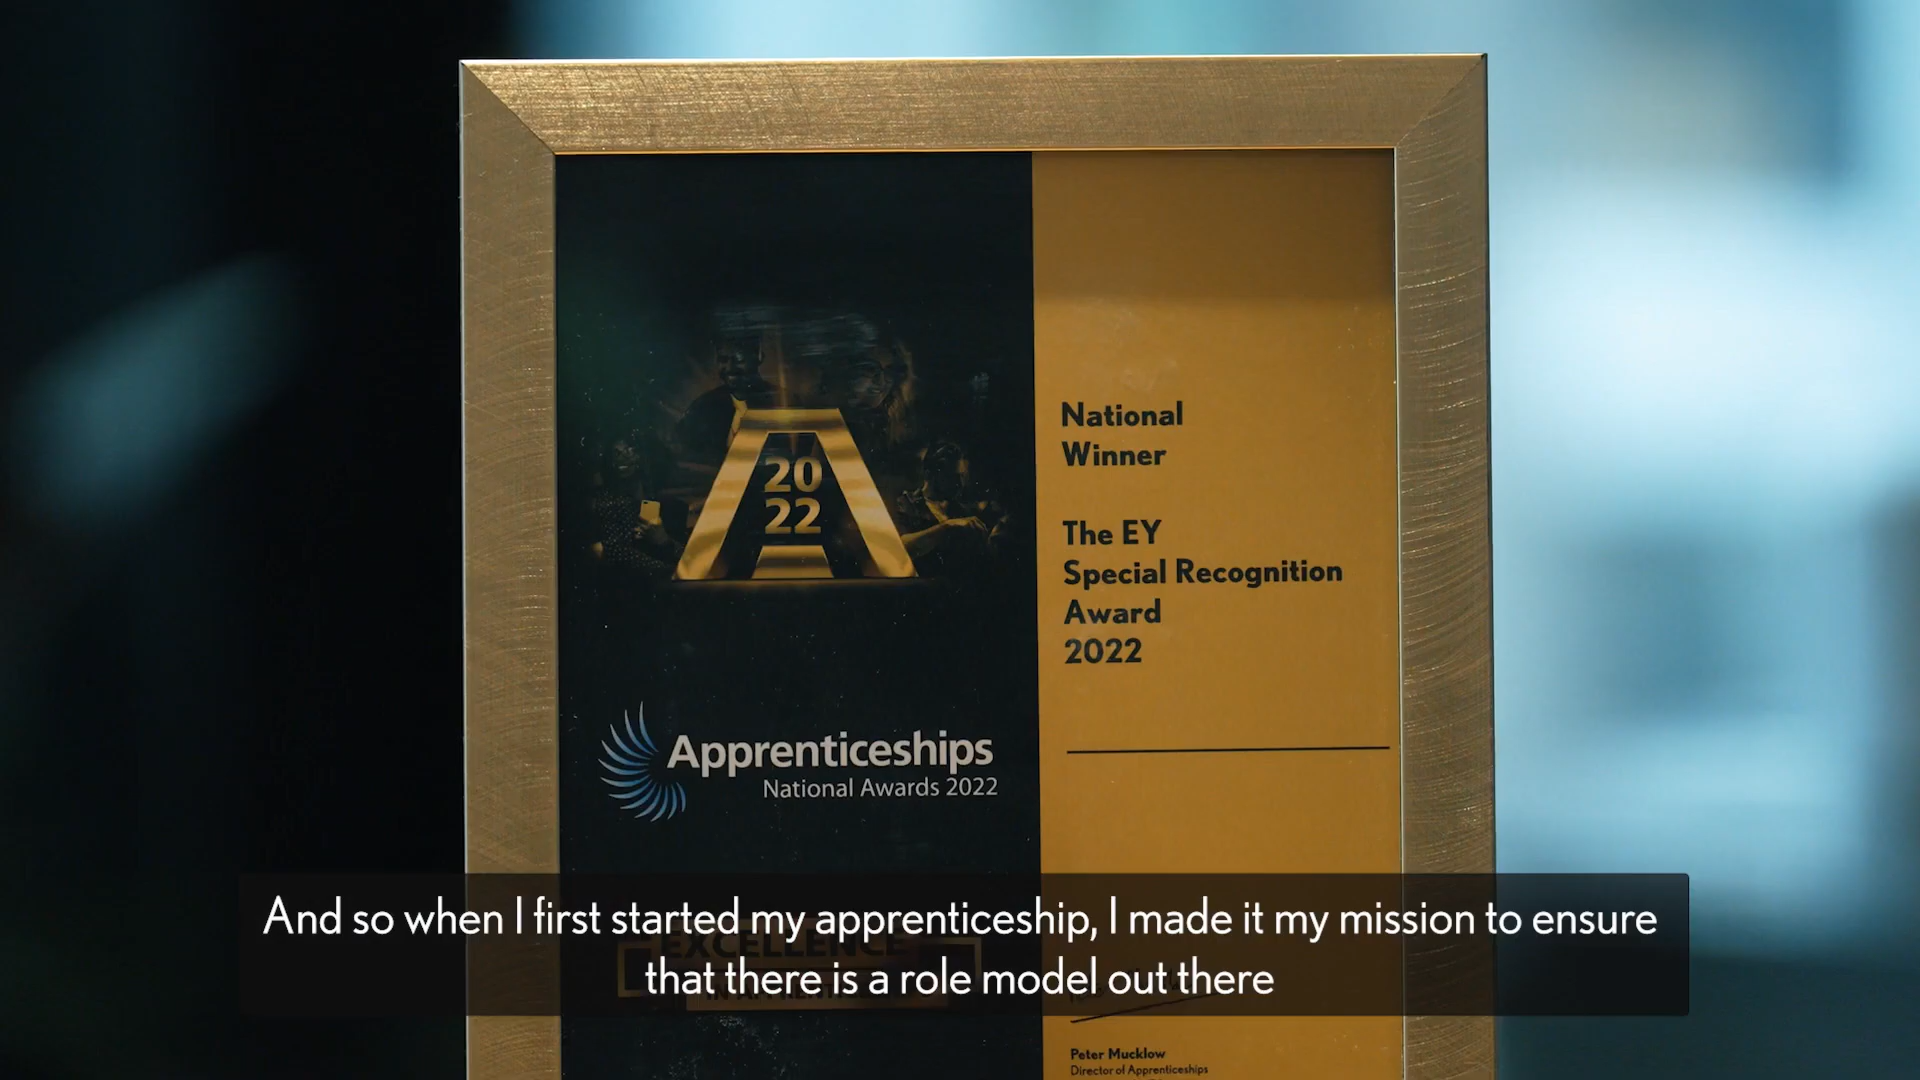 20
22
Apprenticeships
National Awards 2022
National
Winner
The EY
Special Recognition
Award
2022
EXCELLENCE
And so when I first started my apprenticeship, I made it my mission to ensure
that there is a role model out there
Peter Mucklow
Director of Apprenticeships